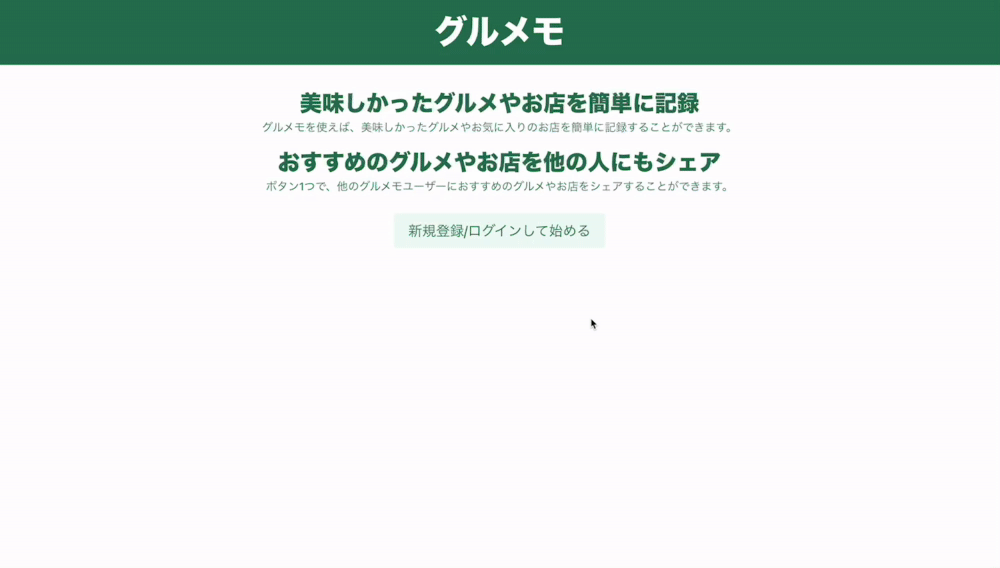 グルメモ
美味しかったグルメやお店を簡単に記録
グルメモを使えば、美味しかったグルメやお気に入りのお店を簡単に記録することができます。
おすすめのグルメやお店を他の人にもシェア
ボタン1つで、他のグルメモユーザーにおすすめのグルメやお店をシェアすることができます。
新規登録/ログインして始める